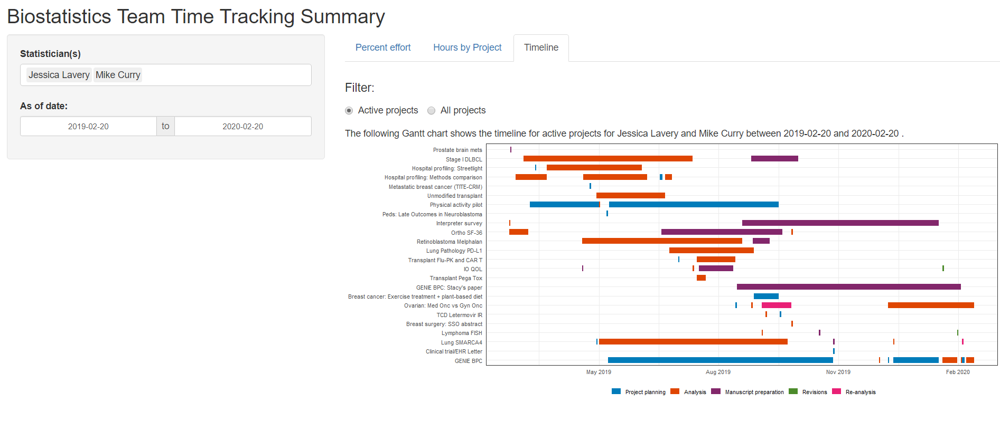 Biostatistics Team Time Tracking Summary
Statistician(s)
Jessica Lavery Mike Curry
As of date:
2019-02-20 to 2020-02-20
Percent effort Hours by Project Timeline
Filter:
Active projects All projects
The following Gantt chart shows the timeline for active projects for Jessica Lavery and Mike Curry between 2019-02-20 and 2020-02-20 .
Prostate brain mets
Stage I DLBCL
Hospital profiling: Streetlight
Hospital profiling: Methods comparison
Metastatic breast cancer (TITE-CRM)
Unmodified transplant
Physical activity pilot
Peds: Late Outcomes in Neuroblastoma
Interpreter survey
Ortho SF-36
Retinoblastoma Melphalan
Lung Pathology PD-L1
Transplant Flu-PK and CAR T
IO QOL
Transplant Pega Tox
GENIE BPC: Stacy's paper
Breast cancer: Exercise treatment + plant-based diet
Ovarian: Med Onc vs Gyn Onc
TCD Letermovir IR
Breast surgery: SSO abstract
Lymphoma FISH
Lung SMARCA4
Clinical trial/EHR Letter
GENIE BPC
May 2019 Aug 2019 Nov 2019 Feb 2020
Project planning Analysis Manuscript preparation Revisions Re-analysis